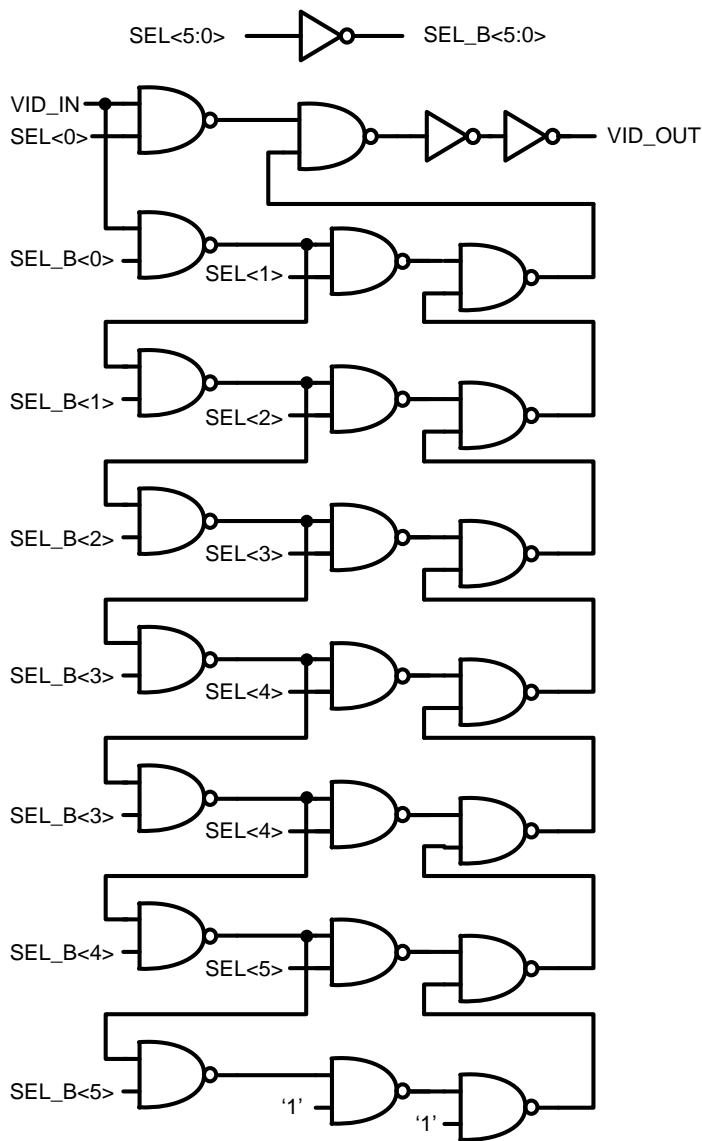 SEL<5:0> SEL_B<5:0>
VID_IN
SEL<0>
VID_OUT
SEL_B<0>
SEL<1>
SEL_B<1>
SEL<2>
SEL_B<2>
SEL<3>
SEL_B<3>
SEL<4>
SEL_B<3>
SEL<4>
SEL_B<4>
SEL<5>
SEL_B<5>
‘1’
‘1’